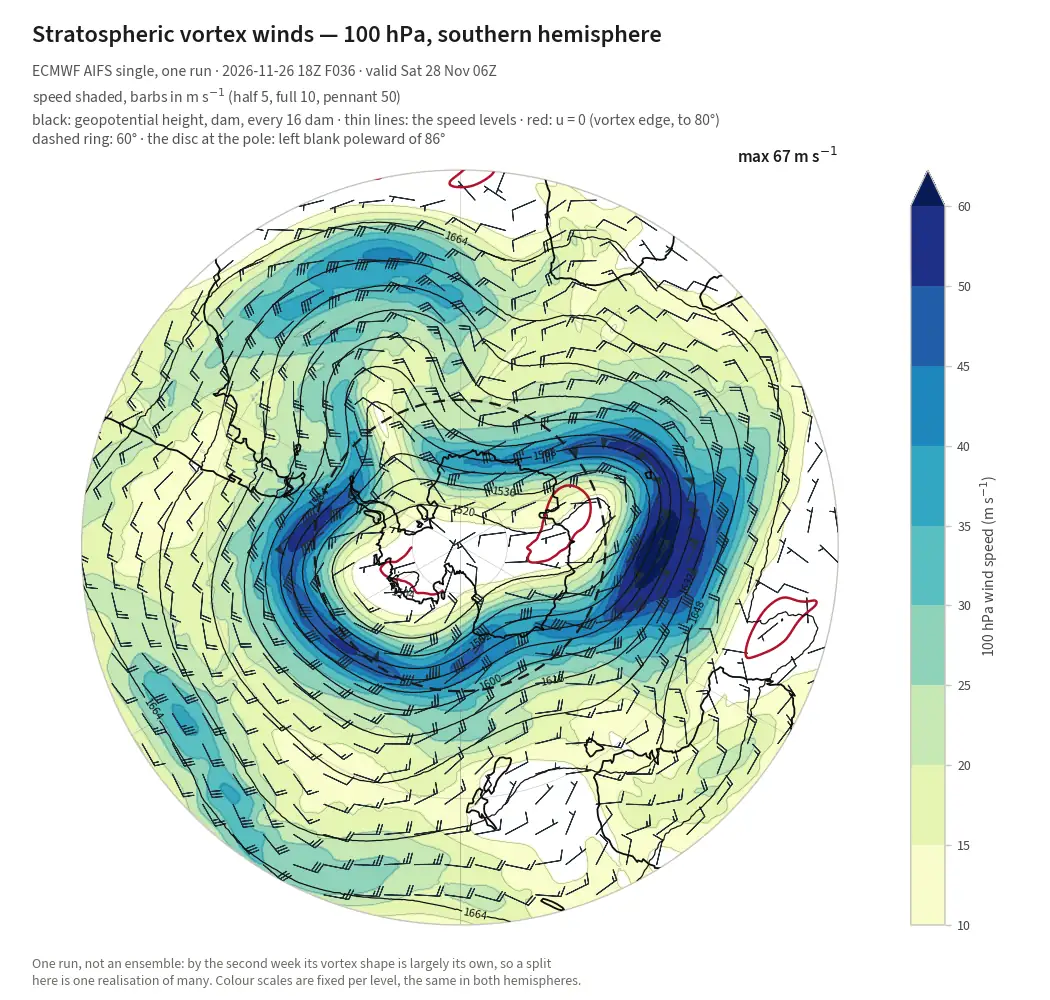 Stratospheric vortex winds — 100 hPa, southern hemisphere
ECMWF AIFS single, one run · 2026-11-26 18Z F036 · valid Sat 28 Nov 06Z
speed shaded, barbs in m s⁻¹ (half 5, full 10, pennant 50)
black: geopotential height, dam, every 16 dam · thin lines: the speed levels · red: u = 0 (vortex edge, to 80°)
dashed ring: 60° · the disc at the pole: left blank poleward of 86°
max 67 m s⁻¹
1664
1536
1520
1648
1600
1616
1664
1664
60
50
45
40
35
30
25
20
15
10
100 hPa wind speed (m s⁻¹)
One run, not an ensemble: by the second week its vortex shape is largely its own, so a split
here is one realisation of many. Colour scales are fixed per level, the same in both hemispheres.